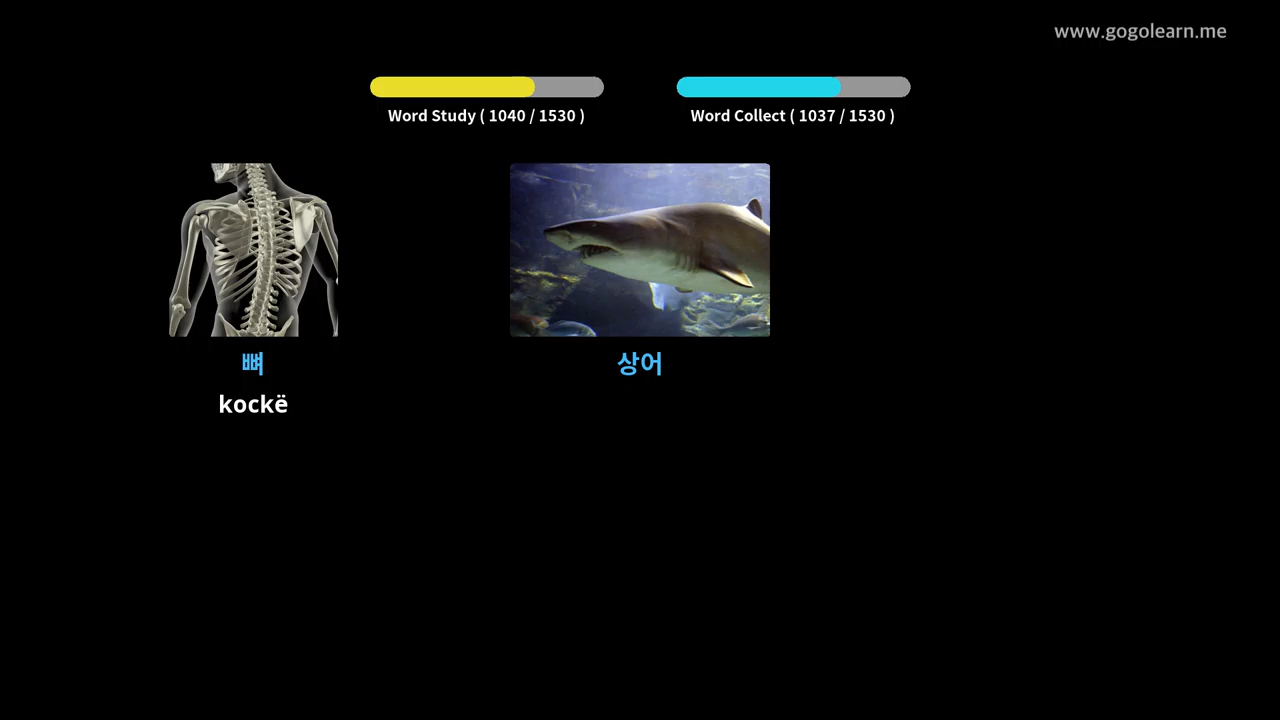 www.gogolearn.me
Word Study ( 1040 / 1530 )
Word Collect ( 1037 / 1530 )
뼈
상어
kockë